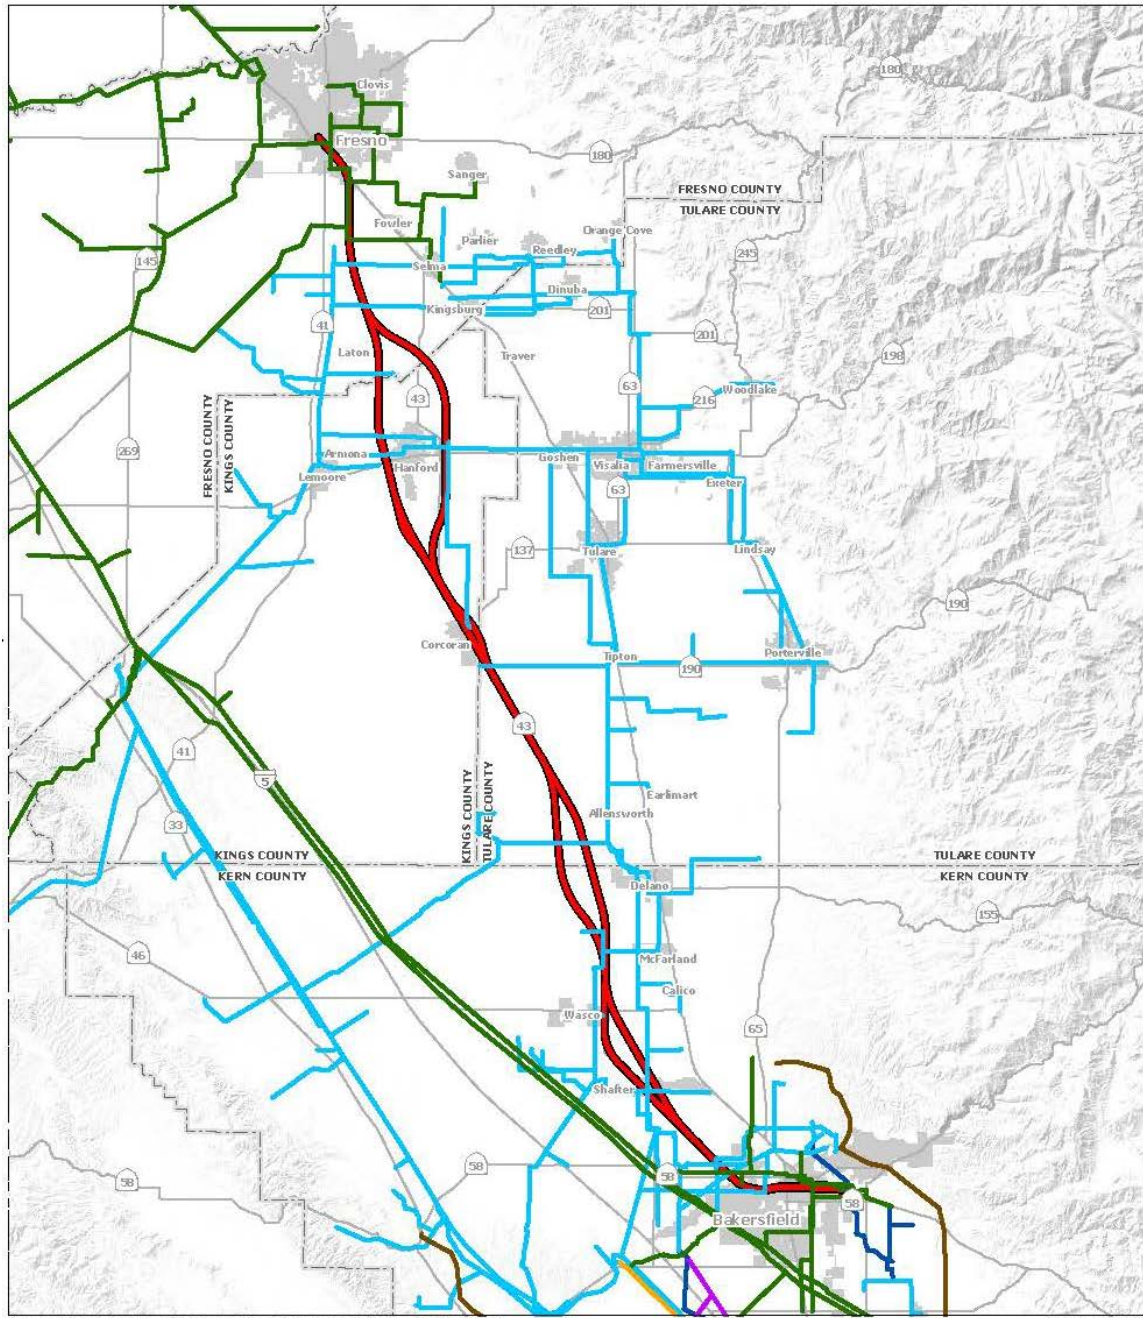 180
Clovis
Fresno
180
Sanger
FRESNO COUNTY
TULARE COUNTY
Fowler
Orange Cove
Parlier
Reedley
245
145
Selma
Dinuba
Kingsburg
201
41
201
Laton
Traver
198
63
Woodlake
216
43
FRESNO COUNTY
KINGS COUNTY
269
Armona
Hanford
Goshen
Visalia
Farmersville
Lemoore
Exeter
63
137
Tulare
Lindsay
190
Corcoran
Tipton
Porterville
190
43
41
5
Earlimart
Allensworth
33
KINGS COUNTY
TULARE COUNTY
KINGS COUNTY
KERN COUNTY
TULARE COUNTY
KERN COUNTY
Delano
155
46
McFarland
Calico
Wasco
65
Shafter
58
58
58
58
Bakersfield